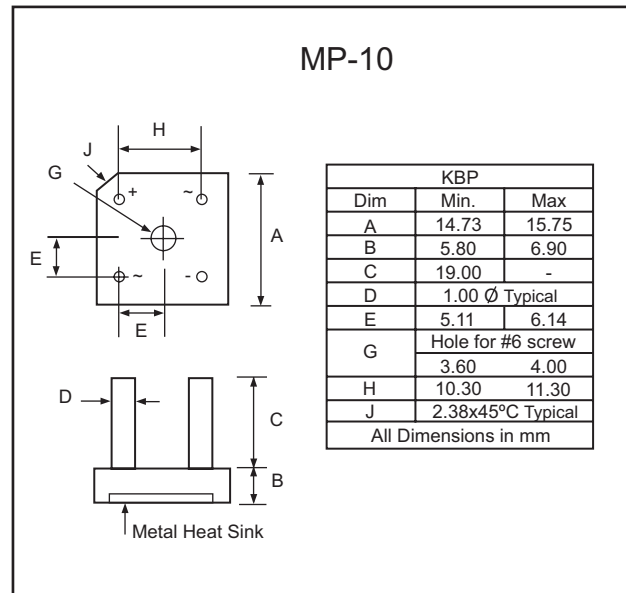 MP-10
H
J
G
+
~
A
E
~
-
E
D
C
B
Metal Heat Sink
KBP
Dim Min. Max
A 14.73 15.75
B 5.80 6.90
C 19.00 -
D 1.00 Ø Typical
E 5.11 6.14
G Hole for #6 screw
3.60 4.00
H 10.30 11.30
J 2.38x45ºC Typical
All Dimensions in mm